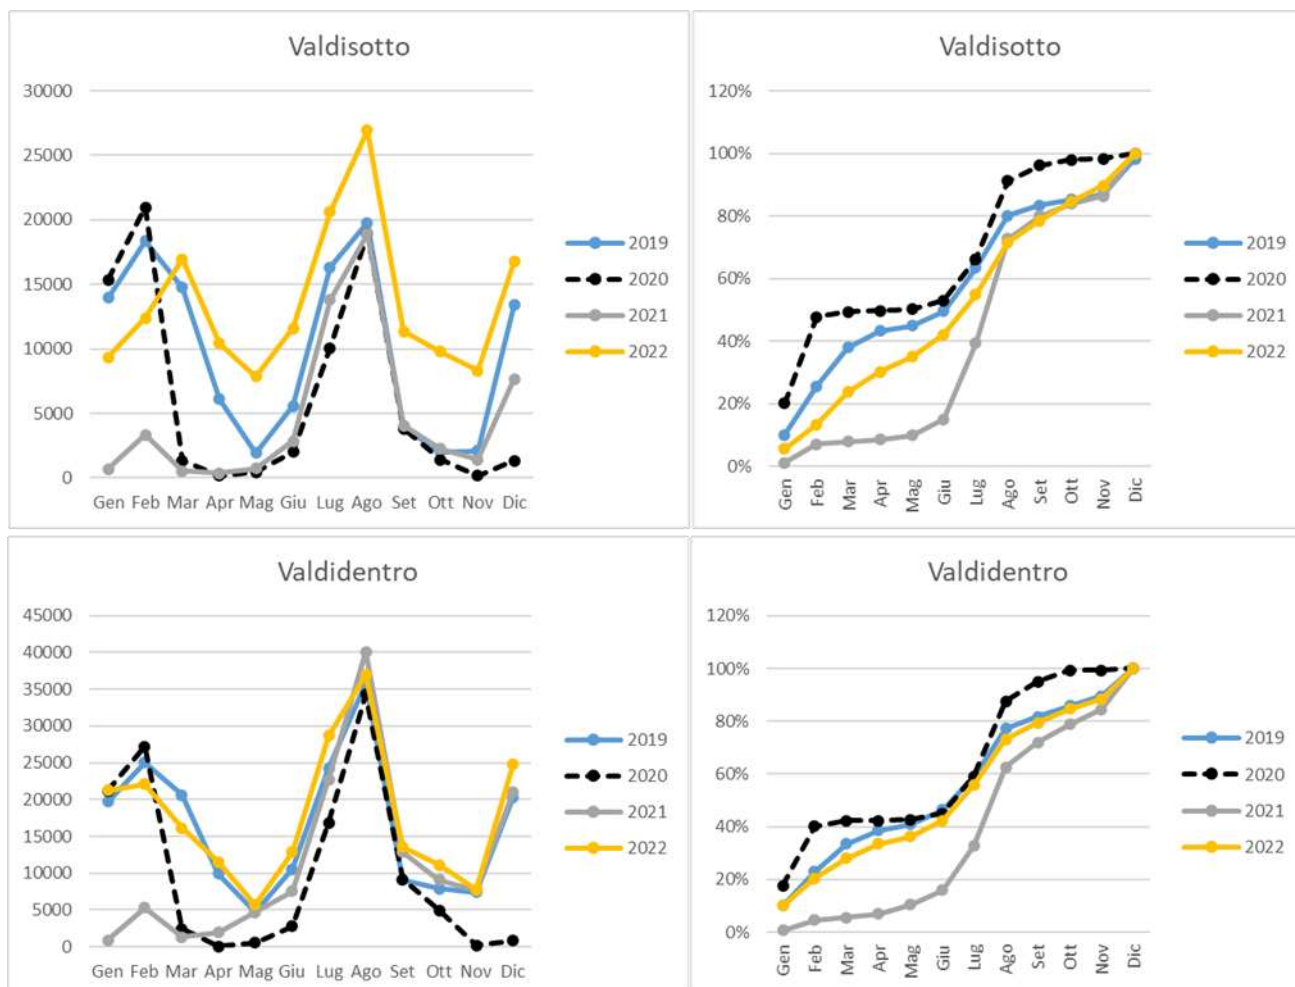 Valdisotto
30000
25000
20000
15000
10000
5000
0
Gen Feb Mar Apr Mag Giu Lug Ago Set Ott Nov Dic
2019
2020
2021
2022
Valdisotto
120%
100%
80%
60%
40%
20%
0%
Gen
Feb
Mar
Apr
Mag
Giu
Lug
Ago
Set
Ott
Nov
Dic
2019
2020
2021
2022
Valdidentro
45000
40000
35000
30000
25000
20000
15000
10000
5000
0
Gen Feb Mar Apr Mag Giu Lug Ago Set Ott Nov Dic
2019
2020
2021
2022
Valdidentro
120%
100%
80%
60%
40%
20%
0%
Gen
Feb
Mar
Apr
Mag
Giu
Lug
Ago
Set
Ott
Nov
Dic
2019
2020
2021
2022